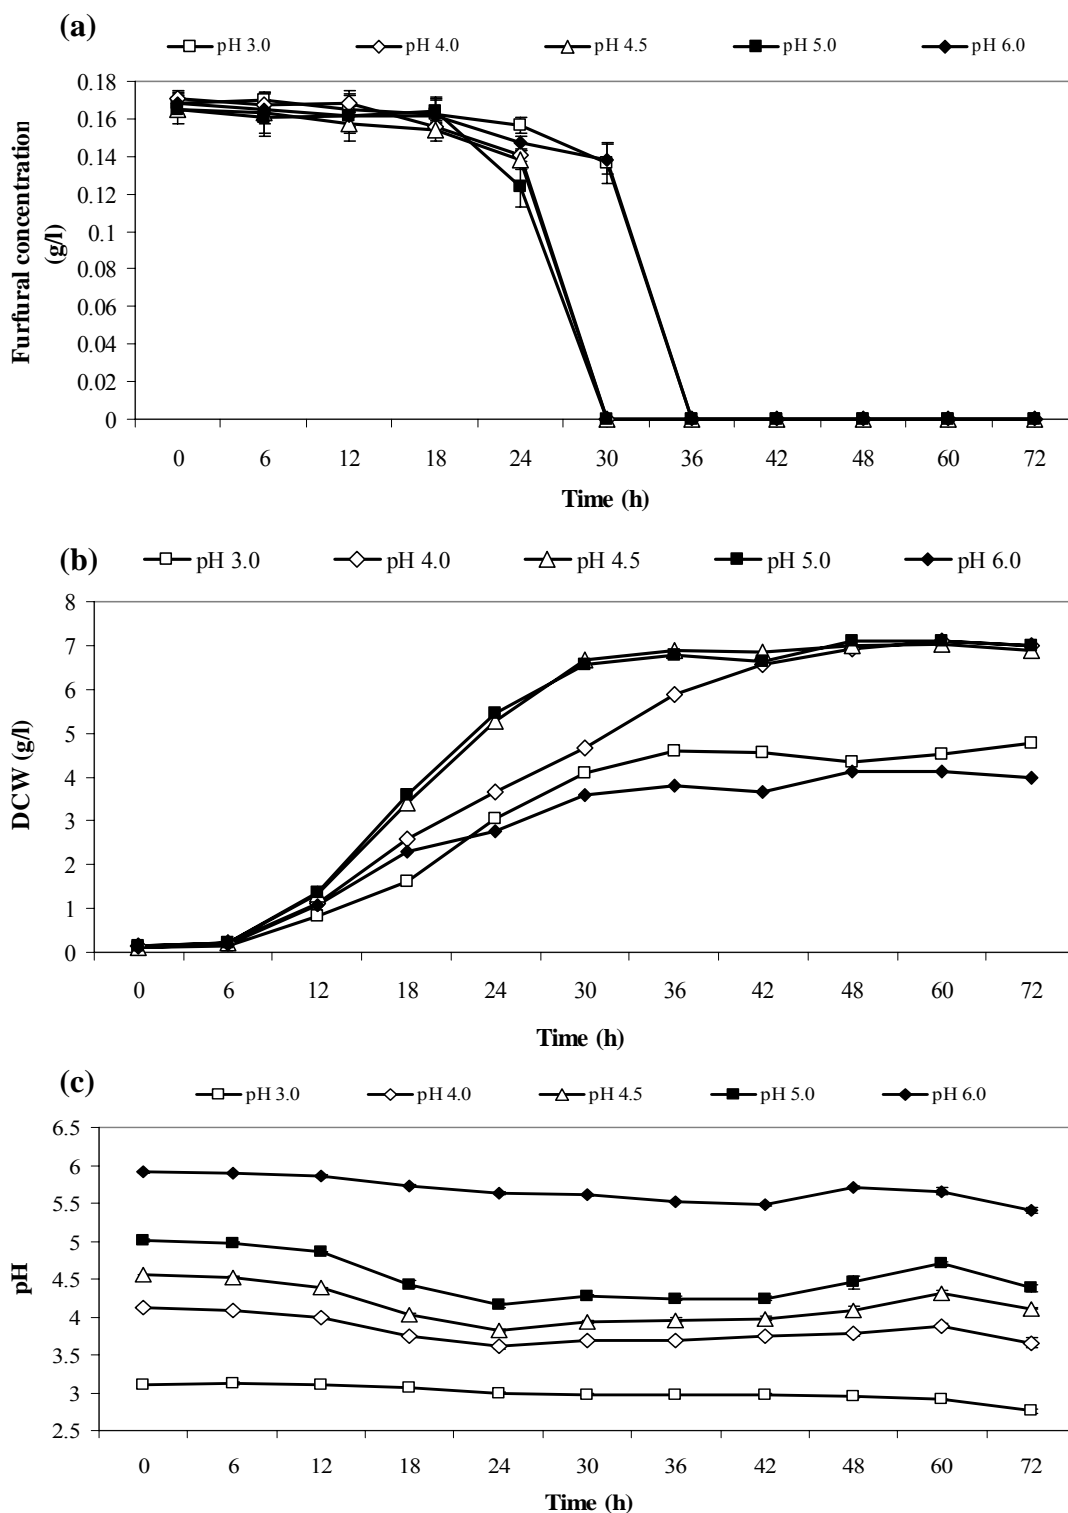 (a)
pH 3.0 pH 4.0 pH 4.5 pH 5.0 pH 6.0
0.18
0.16
0.14
0.12
0.1
0.08
0.06
0.04
0.02
0
Furfural concentration
(g/l)
0 6 12 18 24 30 36 42 48 60 72
Time (h)
(b)
pH 3.0 pH 4.0 pH 4.5 pH 5.0 pH 6.0
8
7
6
5
4
3
2
1
0
DCW (g/l)
0 6 12 18 24 30 36 42 48 60 72
Time (h)
(c)
pH 3.0 pH 4.0 pH 4.5 pH 5.0 pH 6.0
6.5
6
5.5
5
4.5
4
3.5
3
2.5
pH
0 6 12 18 24 30 36 42 48 60 72
Time (h)